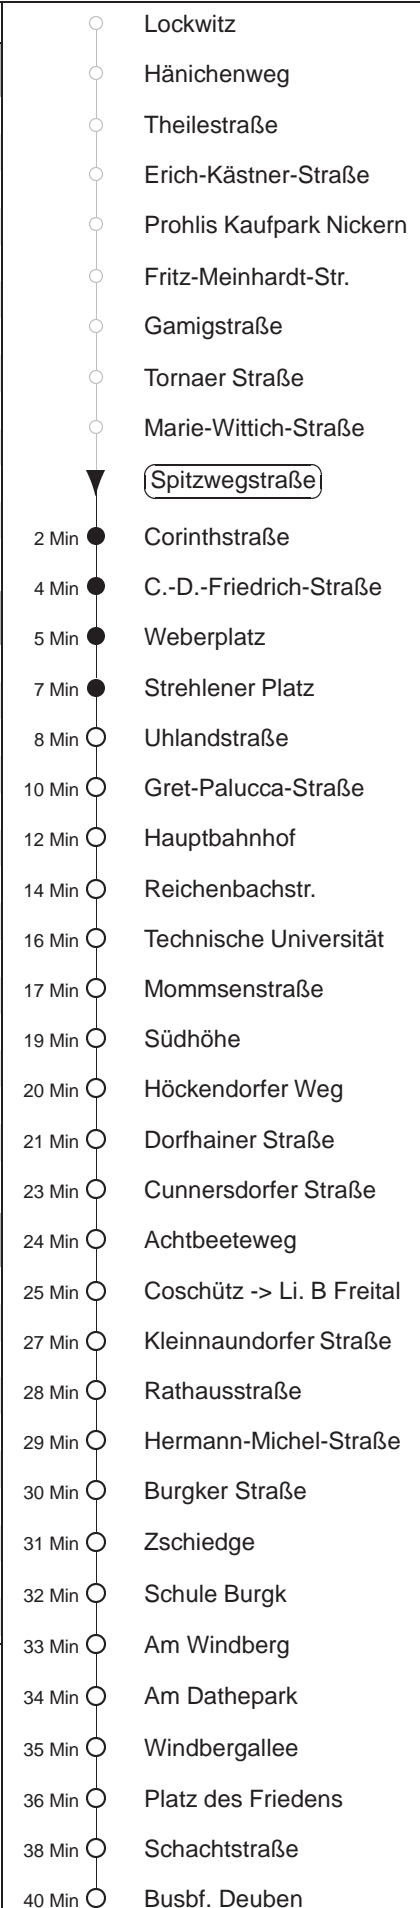 Lockwitz
Hänichenweg
Theilestraße
Erich-Kästner-Straße
Prohlis Kaufpark Nickern
Fritz-Meinhardt-Str.
Gamigstraße
Tornaer Straße
Marie-Wittich-Straße
Spitzwegstraße
2 Min Corinthstraße
4 Min C.-D.-Friedrich-Straße
5 Min Weberplatz
7 Min Strehlener Platz
8 Min Uhlandstraße
10 Min Gret-Palucca-Straße
12 Min Hauptbahnhof
14 Min Reichenbachstr.
16 Min Technische Universität
17 Min Mommsenstraße
19 Min Südhöhe
20 Min Höckendorfer Weg
21 Min Dorfhainer Straße
23 Min Cunnersdorfer Straße
24 Min Achtbeeteweg
25 Min Coschütz -> Li. B Freital
27 Min Kleinnaundorfer Straße
28 Min Rathausstraße
29 Min Hermann-Michel-Straße
30 Min Burgker Straße
31 Min Zschiedge
32 Min Schule Burgk
33 Min Am Windberg
34 Min Am Dathepark
35 Min Windbergallee
36 Min Platz des Friedens
38 Min Schachtstraße
40 Min Busbf. Deuben